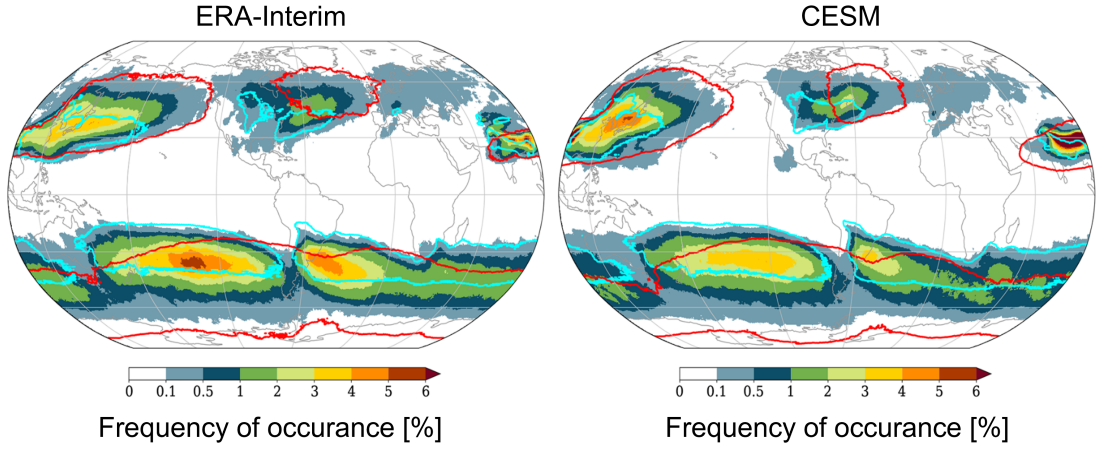 ERA-Interim CESM
0 0.1 0.5 1 2 3 4 5 6 0 0.1 0.5 1 2 3 4 5 6
Frequency of occurance [%] Frequency of occurance [%]